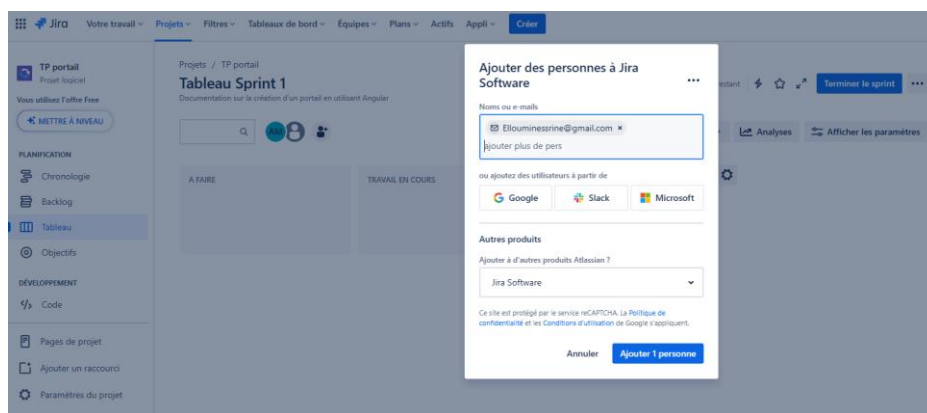 Jira Votre travail Projets Filtres Tableaux de bord Équipes Plans Actifs Appli Créer
TP portail
Projet logiciel
Vous utilisez l'offre Free
METTRE À NIVEAU
PLANIFICATION
Chronologie
Backlog
Tableau
Objectifs
DÉVELOPPEMENT
Code
Pages de projet
Ajouter un raccourci
Paramètres du projet
Projets / TP portail
Tableau Sprint 1
Documentation sur la création d'un portail en utilisant Angular
AM
A FAIRE
TRAVAIL EN COURS
Ajouter des personnes à Jira
Software
Noms ou e-mails
Ellouminessrine@gmail.com
ajouter plus de pers
ou ajoutez des utilisateurs à partir de
Google Slack Microsoft
Autres produits
Ajouter à d'autres produits Atlassian ?
Jira Software
Ce site est protégé par le service reCAPTCHA. La Politique de
confidentialité et les Conditions d'utilisation de Google s'appliquent.
Annuler Ajouter 1 personne
Terminer le sprint
Analyses Afficher les paramètres